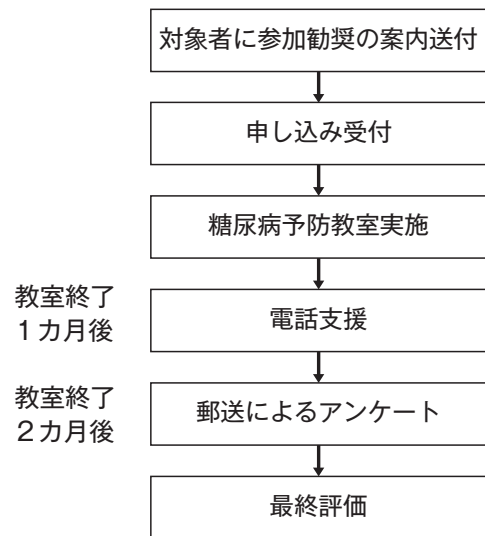 対象者に参加勧奨の案内送付
申し込み受付
糖尿病予防教室実施
教室終了
1カ月後
電話支援
教室終了
2カ月後
郵送によるアンケート
最終評価